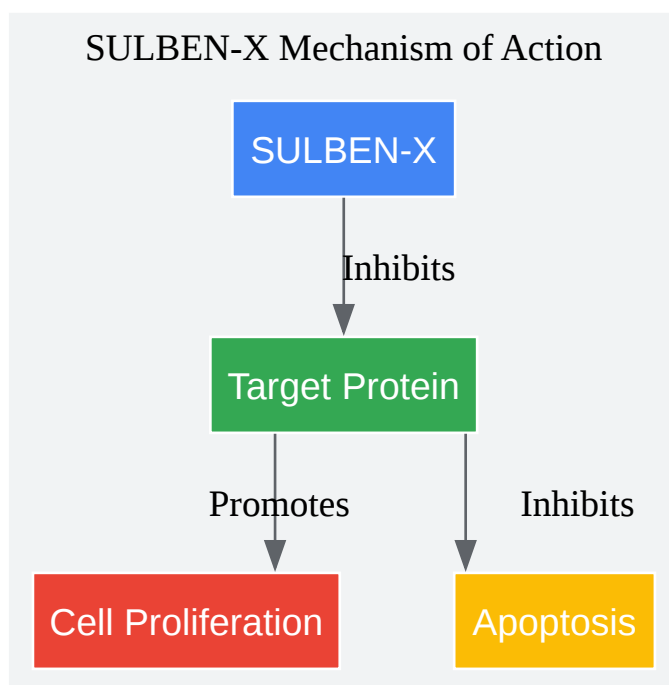 SULBEN-X Mechanism of Action
SULBEN-X
Inhibits
Target Protein
Promotes
Inhibits
Cell Proliferation
Apoptosis